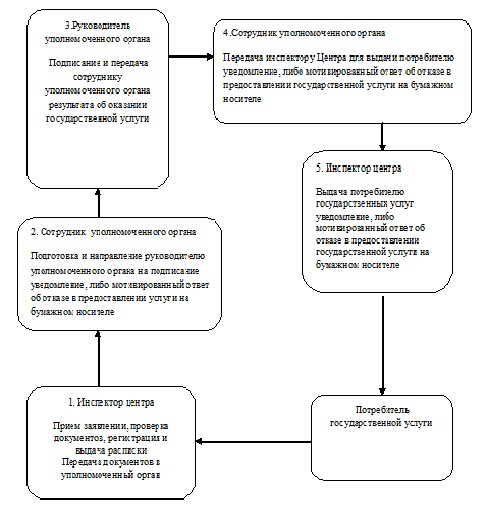 3.Руководитель
уполномоченного органа
Подписание и передача
сотруднику
уполномоченного органа
результата об оказании
государственной услуги
4.Сотрудник уполномоченного органа
Передача инспектору Центра для выдачи потребителю
уведомление, либо мотивированный ответ об отказе в
предоставлении государственной услуги на бумажном
носителе
5. Инспектор центра
Выдача потребителю
государственных услуг
уведомление, либо
мотивированный ответ об
отказе в предоставлении
государственной услуги на
бумажном носителе
2. Сотрудник уполномоченного органа
Подготовка и направление руководителю
уполномоченного органа на подписание
уведомление, либо мотивированный ответ
об отказе в предоставлении услуги на
бумажном носителе
1. Инспектор центра
Прием заявлении, проверка
документов, регистрация и
выдача расписки
Передача документов в
уполномоченный орган
Потребитель
государственной услуги